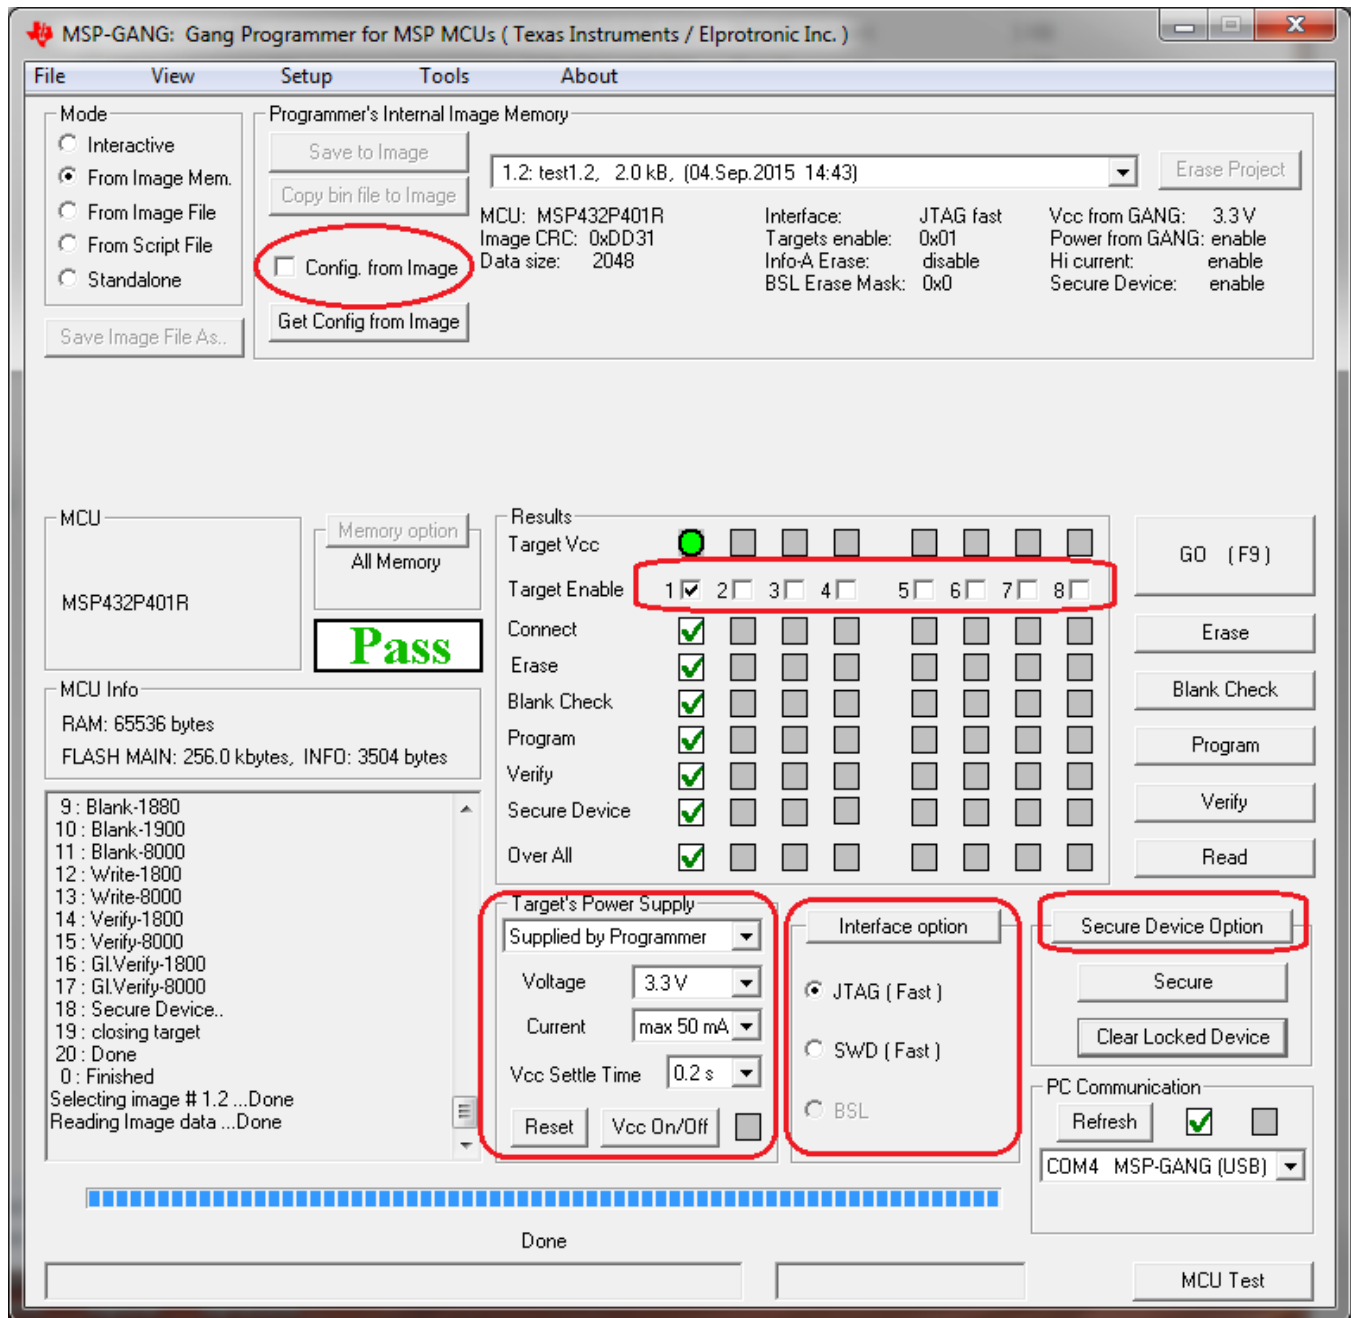 MSP-GANG: Gang Programmer for MSP MCUs ( Texas Instruments / Elprotronic Inc. )
File View Setup Tools About
Mode
Interactive
From Image Mem.
From Image File
From Script File
Standalone
Save Image File As..
Programmer's Internal Image Memory
Save to Image
Copy bin file to Image
Config. from Image
Get Config from Image
1.2: test1.2, 2.0 kB, (04.Sep.2015 14:43)
Erase Project
MCU: MSP432P401R
Image CRC: 0xDD31
Data size: 2048
Interface: JTAG fast
Targets enable: 0x01
Info-A Erase: disable
BSL Erase Mask: 0x0
Vcc from GANG: 3.3 V
Power from GANG: enable
Hi current: enable
Secure Device: enable
MCU
MSP432P401R
Memory option
All Memory
Pass
MCU Info
RAM: 65536 bytes
FLASH MAIN: 256.0 kbytes, INFO: 3504 bytes
9 : Blank-1880
10 : Blank-1900
11 : Blank-8000
12 : Write-1800
13 : Write-8000
14 : Verify-1800
15 : Verify-8000
16 : Gl.Verify-1800
17 : Gl.Verify-8000
18 : Secure Device..
19 : closing target
20 : Done
0 : Finished
Selecting image # 1.2 ...Done
Reading Image data ...Done
Results
Target Vcc
Target Enable 1 2 3 4 5 6 7 8
Connect
Erase
Blank Check
Program
Verify
Secure Device
Over All
GO ( F9 )
Erase
Blank Check
Program
Verify
Read
Target's Power Supply
Supplied by Programmer
Voltage 3.3 V
Current max 50 mA
Vcc Settle Time 0.2 s
Reset Vcc On/Off
Interface option
JTAG ( Fast )
SWD ( Fast )
BSL
Secure Device Option
Secure
Clear Locked Device
PC Communication
Refresh
COM4 MSP-GANG (USB)
Done
MCU Test